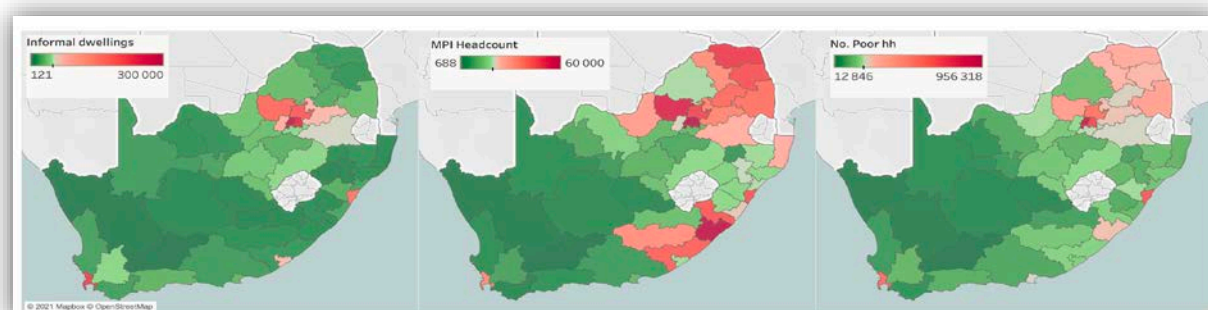 Informal dwellings
121 300 000
MPI Headcount
688 60 000
No. Poor hh
12 846 956 318
© 2021 Mapbox © OpenStreetMap